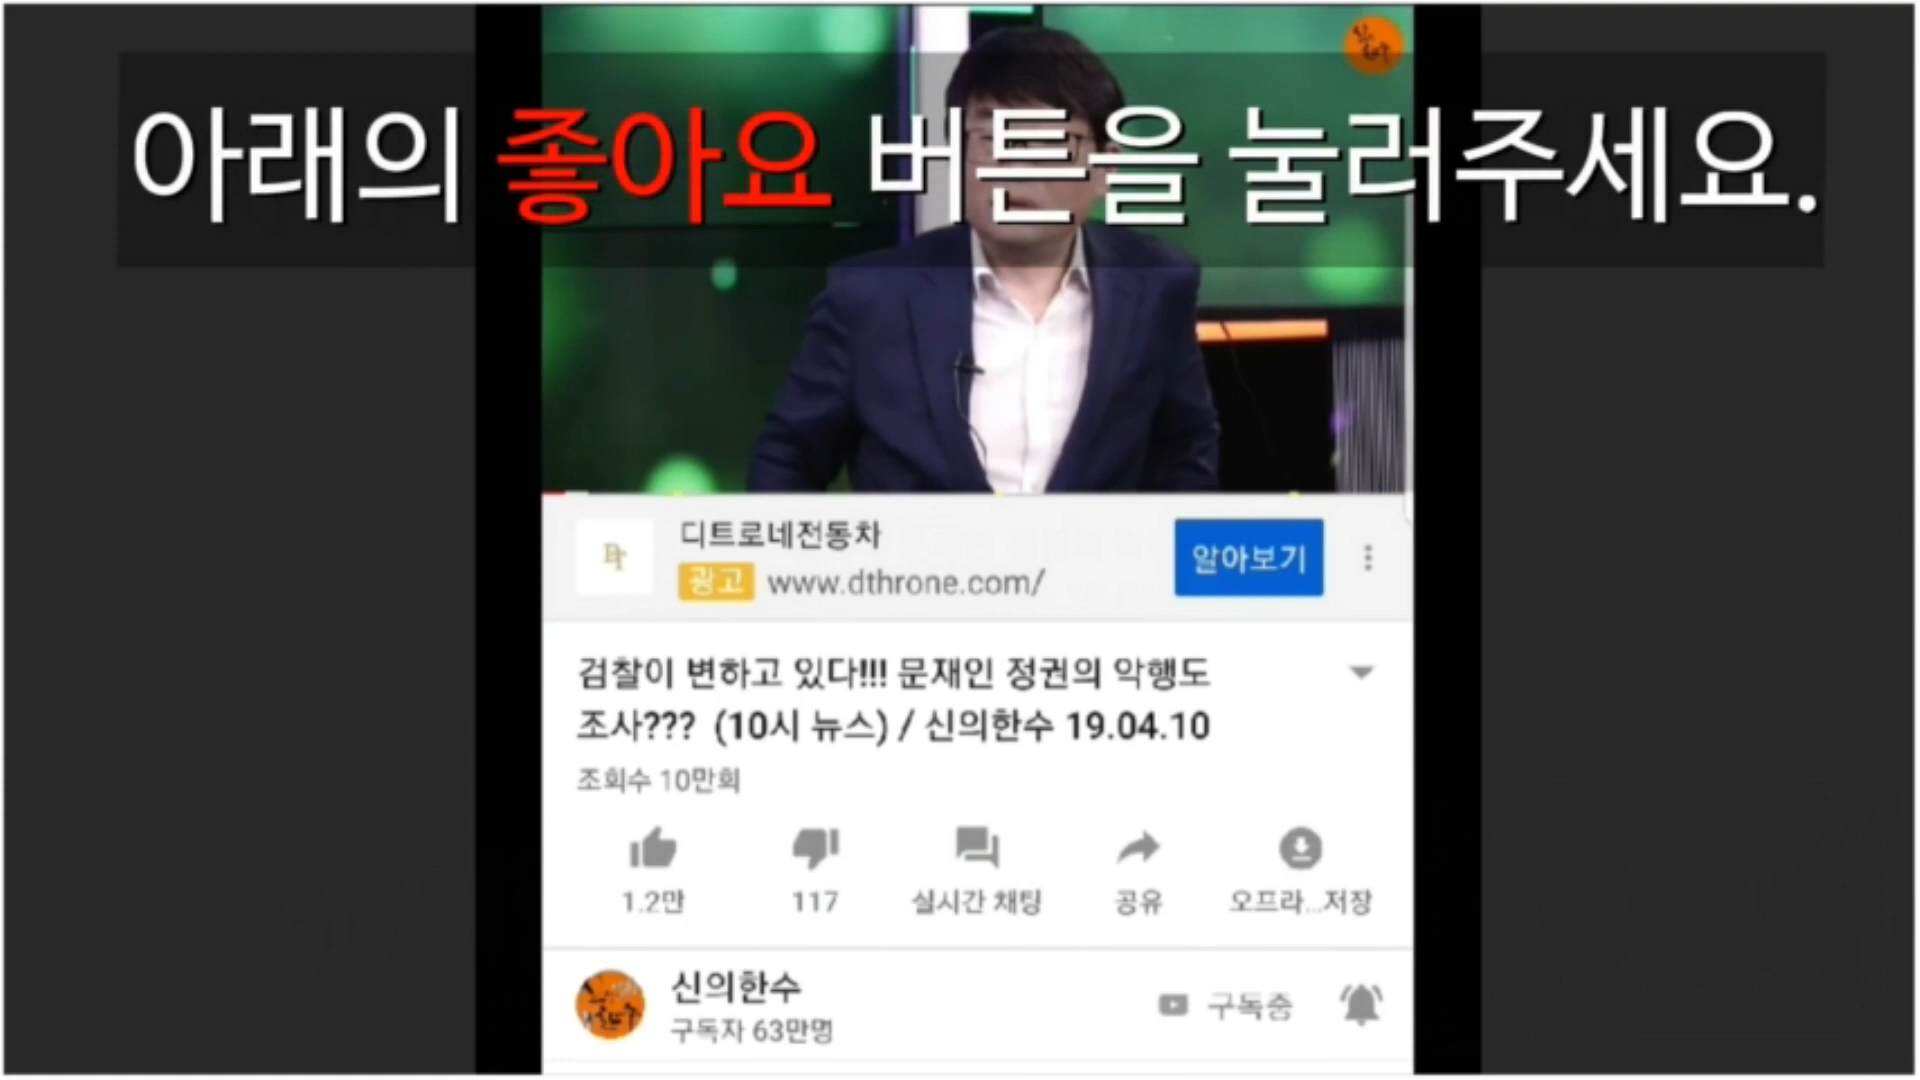 아래의 좋아요 버튼을 눌러주세요.
디트로네전동차
광고 www.dthrone.com/
알아보기
검찰이 변하고 있다!!! 문재인 정권의 악행도
조사??? (10시 뉴스) / 신의한수 19.04.10
조회수 10만회
1.2만 117 실시간 채팅 공유 오프라...저장
신의한수
구독자 63만명
구독중